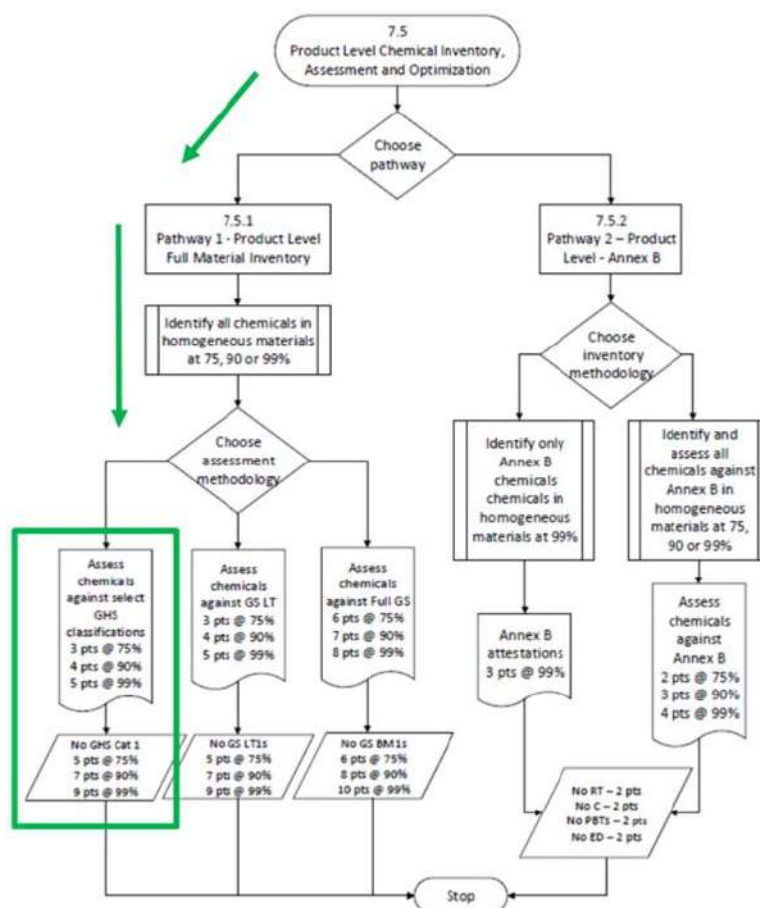 7.5
Product Level Chemical Inventory,
Assessment and Optimization
Choose
pathway
7.5.1
Pathway 1 - Product Level
Full Material Inventory
7.5.2
Pathway 2 – Product
Level - Annex B
Identify all chemicals in
homogeneous materials
at 75, 90 or 99%
Choose
inventory
methodology
Choose
assessment
methodology
Identify only
Annex B
chemicals
chemicals in
homogeneous
materials at 99%
Identify and
assess all
chemicals against
Annex B in
homogeneous
materials at 75,
90 or 99%
Assess
chemicals
against select
GHS
classifications
3 pts @ 75%
4 pts @ 90%
5 pts @ 99%
Assess
chemicals
against GS LT
3 pts @ 75%
4 pts @ 90%
5 pts @ 99%
Assess chemicals
against Full GS
6 pts @ 75%
7 pts @ 90%
8 pts @ 99%
Annex B
attestations
3 pts @ 99%
Assess
chemicals
against
Annex B
2 pts @ 75%
3 pts @ 90%
4 pts @ 99%
No GHS Cat 1
5 pts @ 75%
7 pts @ 90%
9 pts @ 99%
No GS LT1s
5 pts @ 75%
7 pts @ 90%
9 pts @ 99%
No GS BM1s
6 pts @ 75%
8 pts @ 90%
10 pts @ 99%
No RT – 2 pts
No C – 2 pts
No PBTs – 2 pts
No ED – 2 pts
Stop